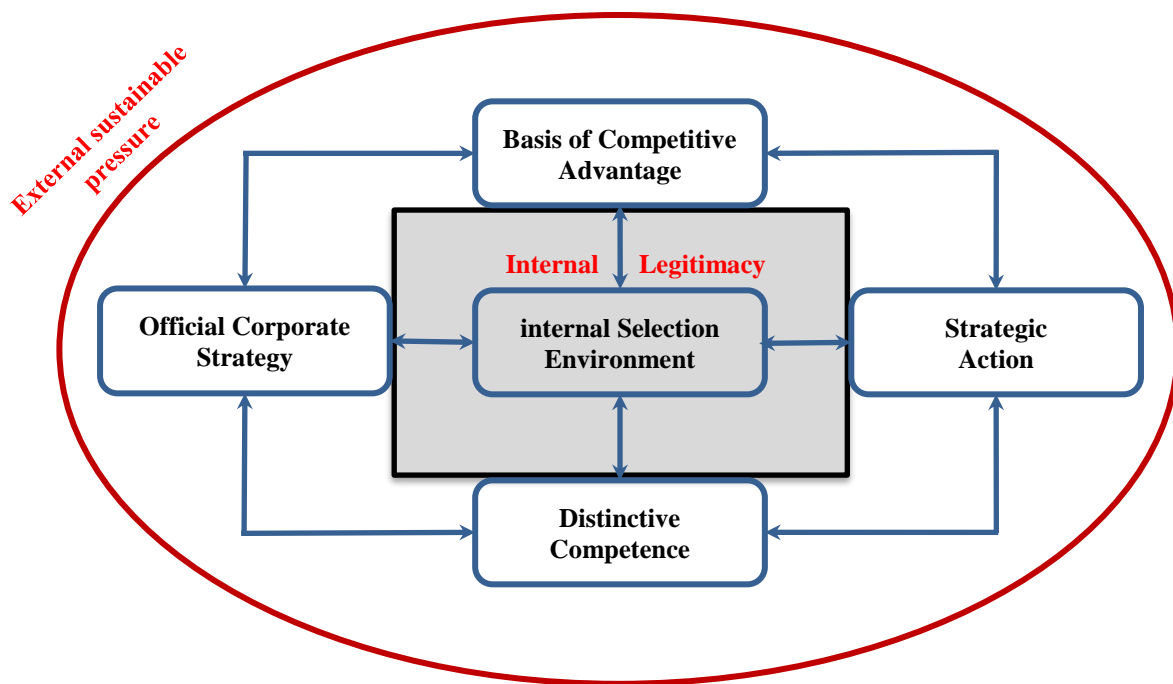 External sustainable
pressure
Basis of Competitive
Advantage
Internal Legitimacy
Official Corporate
Strategy
internal Selection
Environment
Strategic
Action
Distinctive
Competence